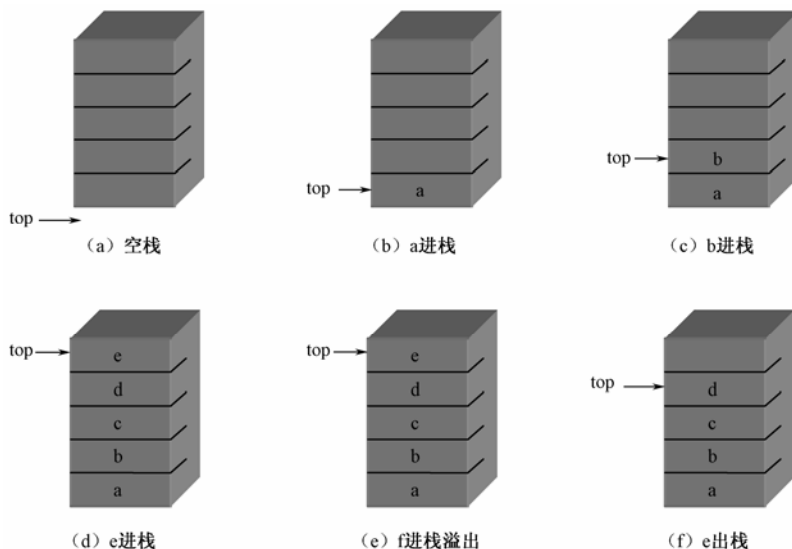 top
（a）空栈
top
a
（b）a进栈
top
b
a
（c）b进栈
top
e
d
c
b
a
（d）e进栈
top
e
d
c
b
a
（e）f进栈溢出
top
d
c
b
a
（f）e出栈